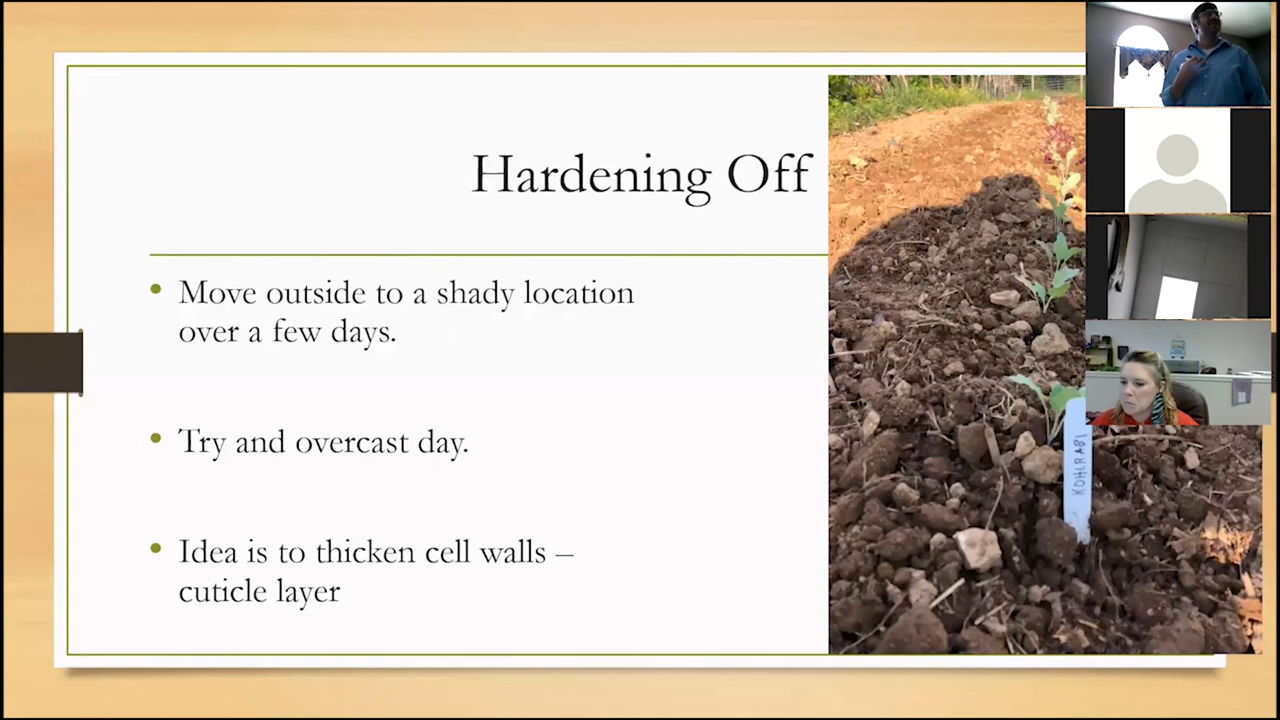 Hardening Off
Move outside to a shady location
over a few days.
Try and overcast day.
Idea is to thicken cell walls –
cuticle layer
KOHLRABI